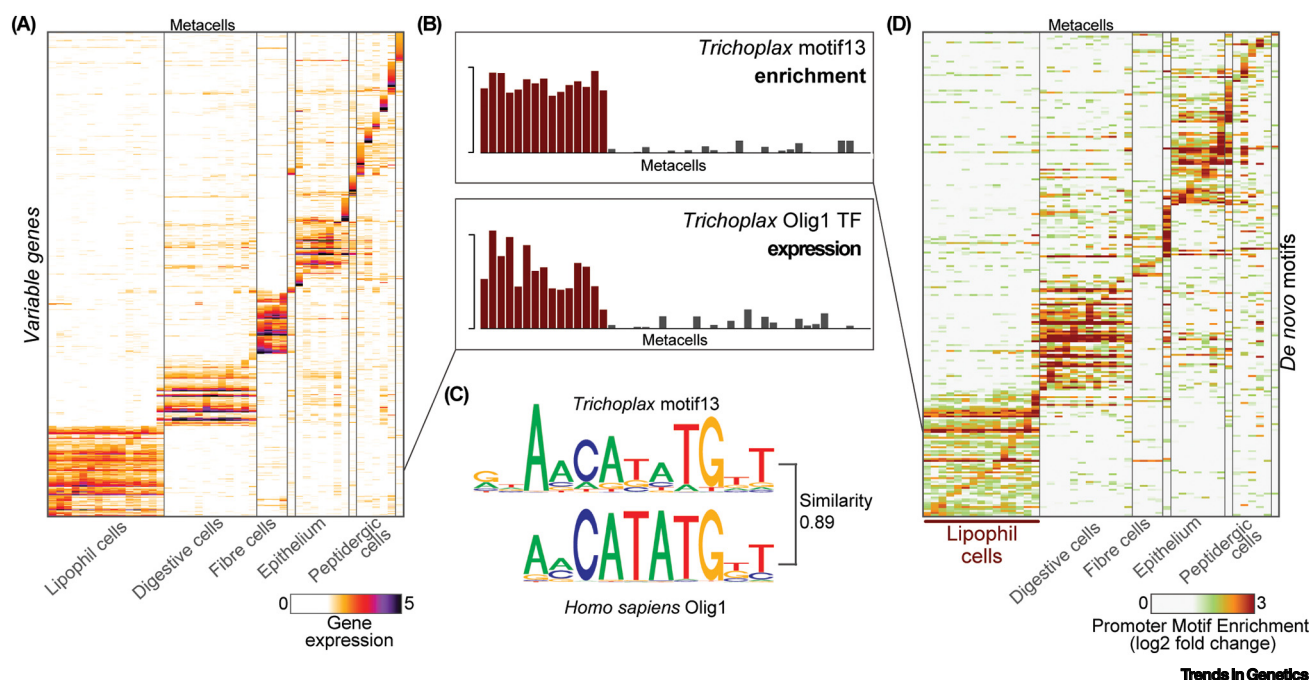 (A)
Metacells
Variable genes
Lipophil cells
Digestive cells
Fibre cells
Epithelium
Peptidergic
cells
0
5
Gene
expression
(B)
Trichoplax motif13
enrichment
Metacells
Trichoplax Olig1 TF
expression
Metacells
(C)
Trichoplax motif13
Similarity
0.89
Homo sapiens Olig1
(D)
Metacells
De novo motifs
Lipophil
cells
Digestive cells
Fibre cells
Epithelium
Peptidergic
cells
0
3
Promoter Motif Enrichment
(log2 fold change)
Trends in Genetics